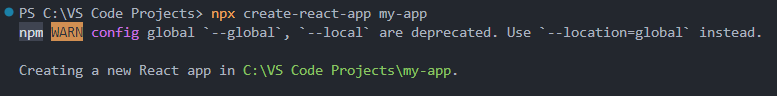 PS C:\VS Code Projects> npx create-react-app my-app
npm WARN config global `--global`, `--local` are deprecated. Use `--location=global` instead.
Creating a new React app in C:\VS Code Projects\my-app.